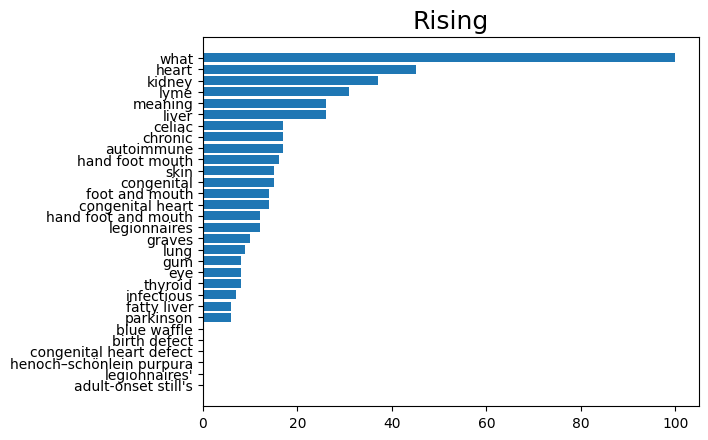 Rising
what
heart
kidney
lyme
meaning
liver
celiac
chronic
autoimmune
hand foot mouth
skin
congenital
foot and mouth
congenital heart
hand foot and mouth
legionnaires
graves
lung
gum
eye
thyroid
infectious
fatty liver
parkinson
blue waffle
birth defect
congenital heart defect
henoch–schönlein purpura
legionnaires'
adult-onset still's
0 20 40 60 80 100